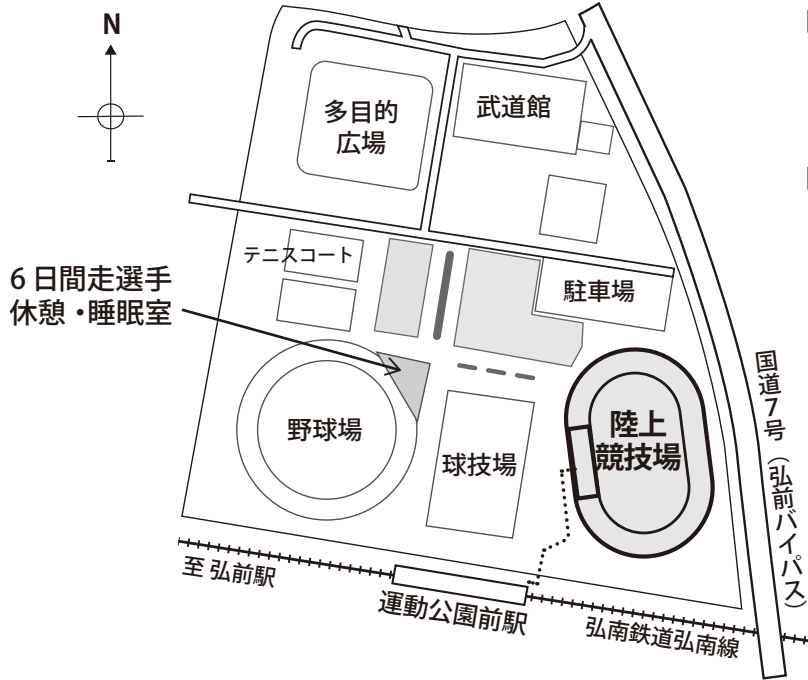 N
多目的
広場
武道館
テニスコート
駐車場
6日間走選手
休憩・睡眠室
野球場
球技場
陸上
競技場
国道7号（弘前バイパス）
至 弘前駅
運動公園前駅
弘南鉄道弘南線